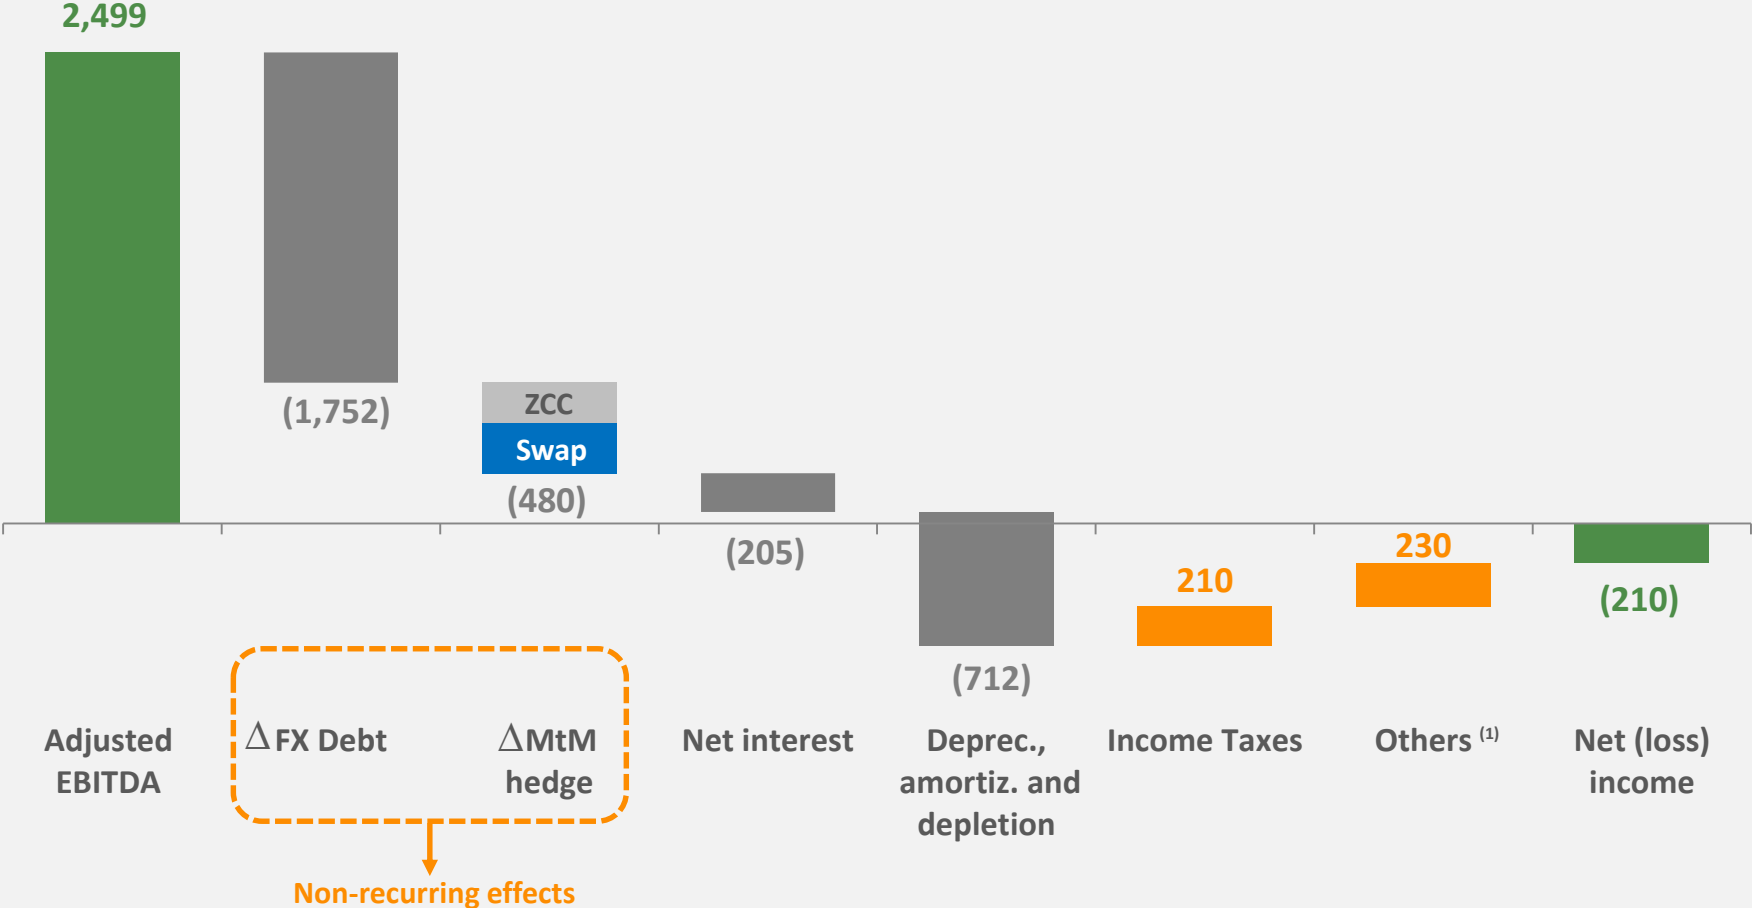 2,499
(1,752)
ZCC
Swap
(480)
(205)
(712)
210
230
(210)
Adjusted
EBITDA
Δ FX Debt
ΔMtM
hedge
Net interest
Deprec.,
amortiz. and
depletion
Income Taxes
Others (1)
Net (loss)
income
Non-recurring effects